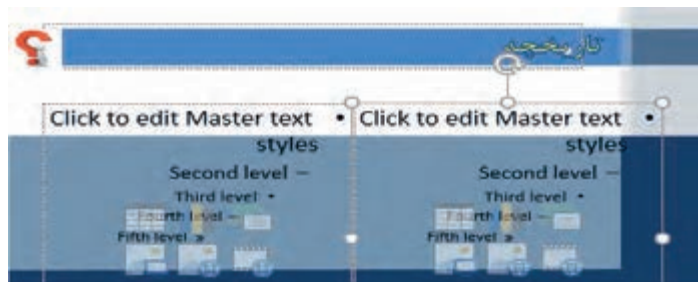 ؟
تاریخچه
• Click to edit Master text
styles
– Second level
• Third level
– Fourth level
» Fifth level
• Click to edit Master text
styles
– Second level
• Third level
– Fourth level
» Fifth level